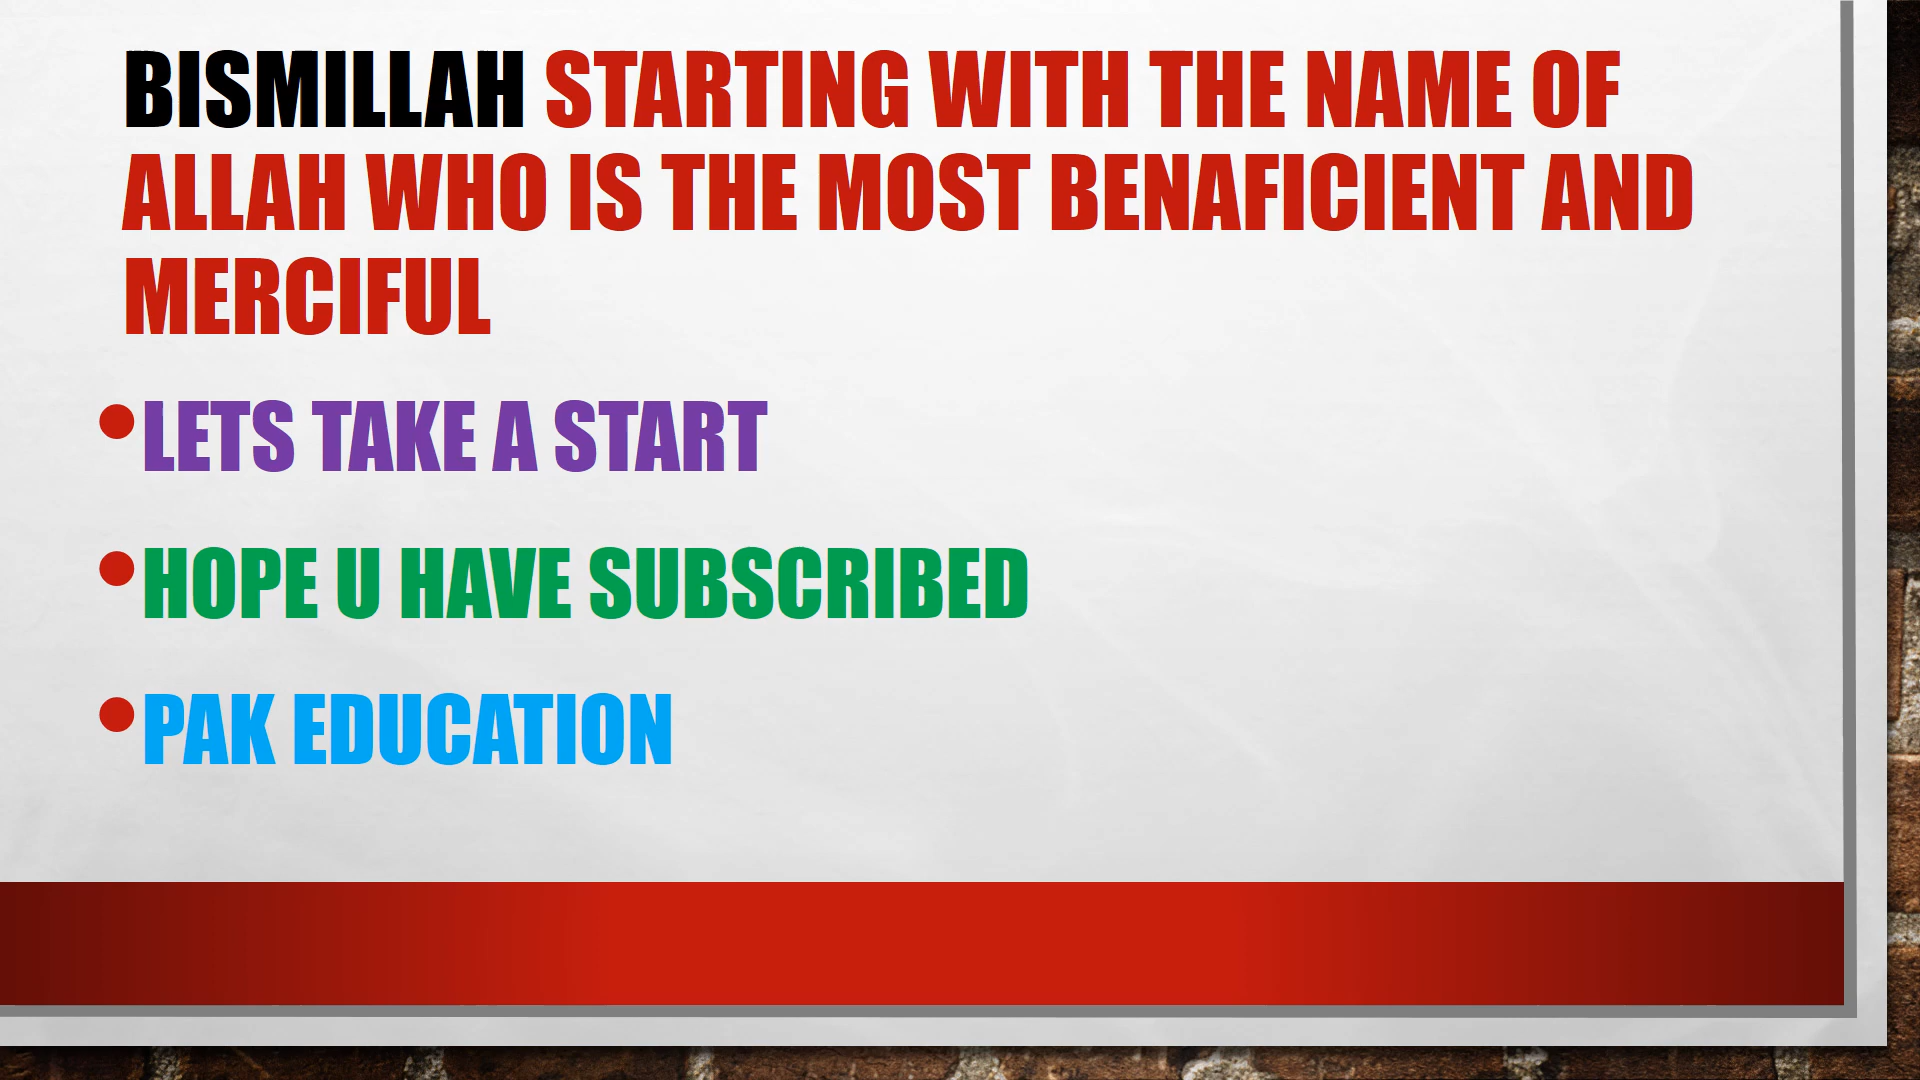 BISMILLAH STARTING WITH THE NAME OF
ALLAH WHO IS THE MOST BENAFICIENT AND
MERCIFUL
•LETS TAKE A START
•HOPE U HAVE SUBSCRIBED
•PAK EDUCATION